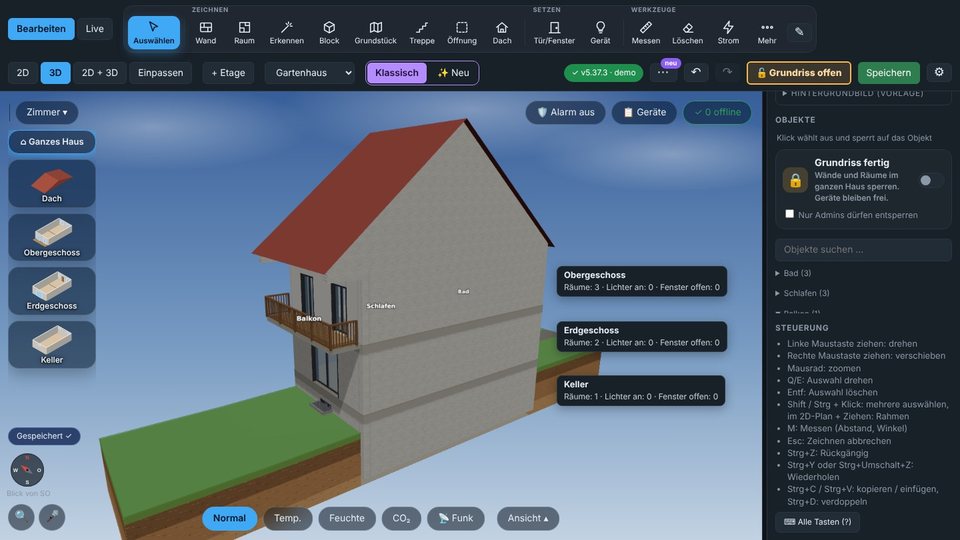 ZEICHNEN
SETZEN
WERKZEUGE
Bearbeiten
Live
Auswählen
Wand
Raum
Erkennen
Block
Grundstück
Treppe
Öffnung
Dach
Tür/Fenster
Gerät
Messen
Löschen
Strom
Mehr
2D
3D
2D + 3D
Einpassen
+ Etage
Gartenhaus
Klassisch
✨ Neu
✓ v5.37.3 · demo
neu
🔓 Grundriss offen
Speichern
Zimmer ▾
🛡️ Alarm aus
📋 Geräte
✓ 0 offline
⌂ Ganzes Haus
Dach
Obergeschoss
Erdgeschoss
Keller
Balkon
Schlafen
Bad
Obergeschoss
Räume: 3 · Lichter an: 0 · Fenster offen: 0
Erdgeschoss
Räume: 2 · Lichter an: 0 · Fenster offen: 0
Keller
Räume: 1 · Lichter an: 0 · Fenster offen: 0
Gespeichert ✓
N
W
O
S
Blick von SO
Normal
Temp.
Feuchte
CO₂
📡 Funk
Ansicht ▴
▸ HINTERGRUNDBILD (VORLAGE)
OBJEKTE
Klick wählt aus und sperrt auf das Objekt
Grundriss fertig
Wände und Räume im
ganzen Haus sperren.
Geräte bleiben frei.
Nur Admins dürfen entsperren
Objekte suchen ...
▸ Bad (3)
▸ Schlafen (3)
▾ Balkon (1)
STEUERUNG
• Linke Maustaste ziehen: drehen
• Rechte Maustaste ziehen: verschieben
• Mausrad: zoomen
• Q/E: Auswahl drehen
• Entf: Auswahl löschen
• Shift / Strg + Klick: mehrere auswählen,
im 2D-Plan + Ziehen: Rahmen
• M: Messen (Abstand, Winkel)
• Esc: Zeichnen abbrechen
• Strg+Z: Rückgängig
• Strg+Y oder Strg+Umschalt+Z:
Wiederholen
• Strg+C / Strg+V: kopieren / einfügen,
Strg+D: verdoppeln
⌨ Alle Tasten (?)